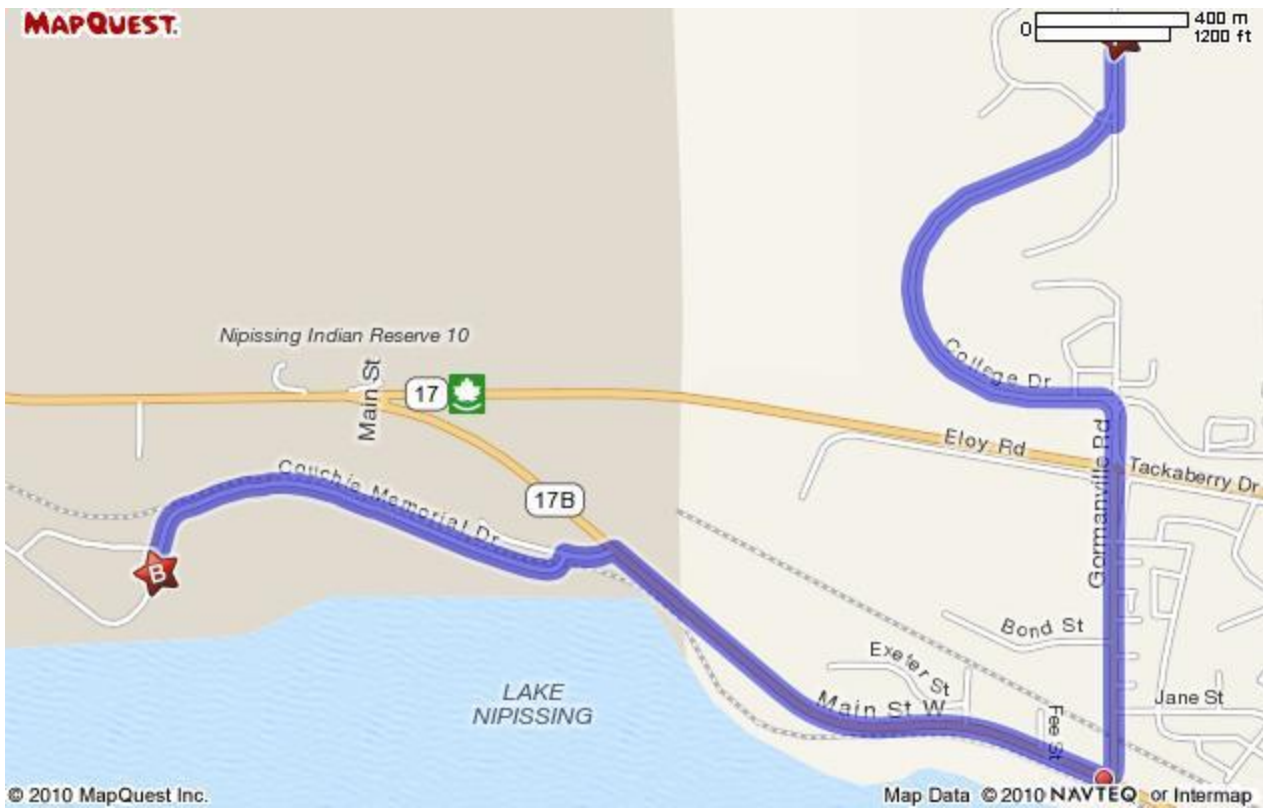 MAPQUEST.
0
400 m
1200 ft
Nipissing Indian Reserve 10
Main St
17
College Dr
Eloy Rd
Tackaberry Dr
Gormanville Rd
Couchie Memorial Dr
17B
B
Bond St
Exeter St
Jane St
LAKE
NIPISSING
Main St W
Fee St
© 2010 MapQuest Inc.
Map Data © 2010 NAVTEQ or Intermap